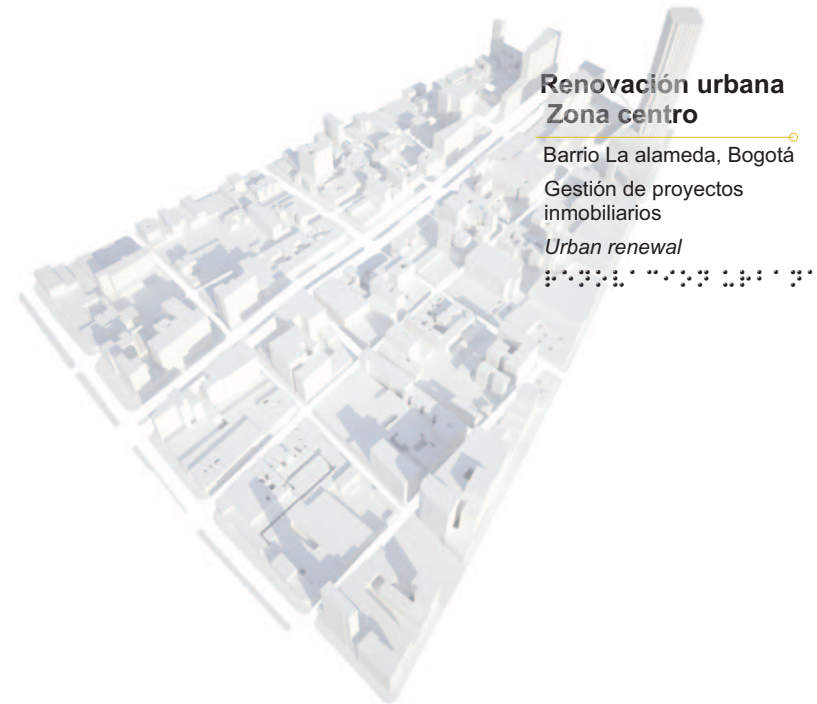 Renovación urbana
Zona centro
Barrio La alameda, Bogotá
Gestión de proyectos
inmobiliarios
Urban renewal
⠗⠑⠝⠕⠧⠁⠉⠊⠕⠝ ⠥⠗⠃⠁⠝⠁